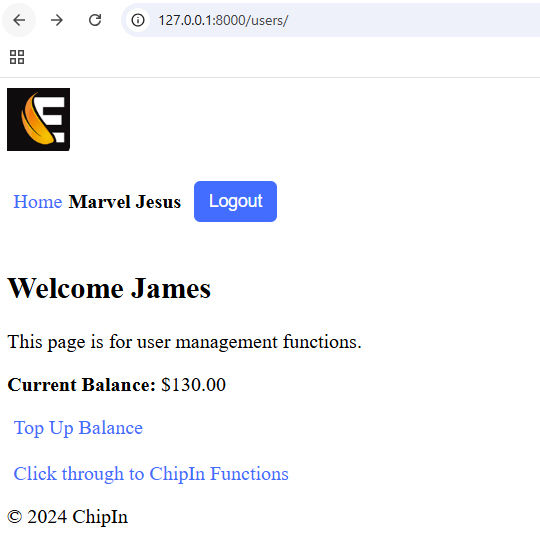 127.0.0.1:8000/users/
E
Home Marvel Jesus Logout
Welcome James
This page is for user management functions.
Current Balance: $130.00
Top Up Balance
Click through to ChipIn Functions
© 2024 ChipIn